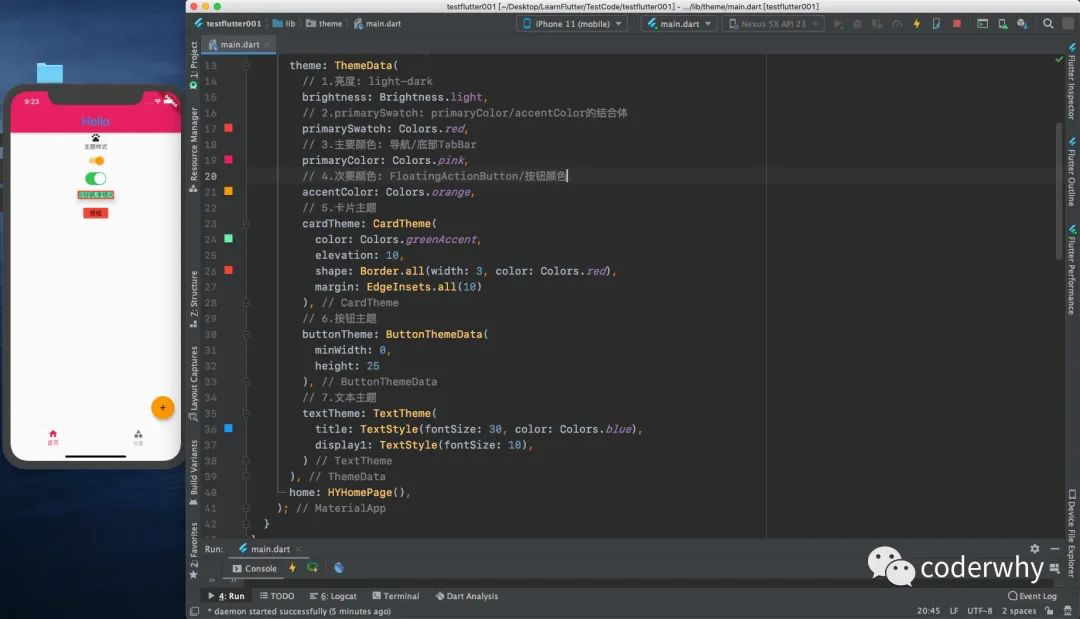 testflutter001 [~/Desktop/LearnFlutter/TestCode/testflutter001] - .../lib/theme/main.dart [testflutter001]
testflutter001 lib theme main.dart iPhone 11 (mobile) main.dart Nexus 5X API 23
main.dart
13 theme: ThemeData(
14 // 1.亮度: light-dark
15 brightness: Brightness.light,
16 // 2.primarySwatch: primaryColor/accentColor的结合体
17 primarySwatch: Colors.red,
18 // 3.主要颜色: 导航/底部TabBar
19 primaryColor: Colors.pink,
20 // 4.次要颜色: FloatingActionButton/按钮颜色
21 accentColor: Colors.orange,
22 // 5.卡片主题
23 cardTheme: CardTheme(
24 color: Colors.greenAccent,
25 elevation: 10,
26 shape: Border.all(width: 3, color: Colors.red),
27 margin: EdgeInsets.all(10)
28 ), // CardTheme
29 // 6.按钮主题
30 buttonTheme: ButtonThemeData(
31 minWidth: 0,
32 height: 25
33 ), // ButtonThemeData
34 // 7.文本主题
35 textTheme: TextTheme(
36 title: TextStyle(fontSize: 30, color: Colors.blue),
37 display1: TextStyle(fontSize: 10),
38 ) // TextTheme
39 ), // ThemeData
40 home: HYHomePage(),
41 ); // MaterialApp
42 }
9:23
Hello
主题样式
首页
1: Project
Resource Manager
Z: Structure
Layout Captures
Build Variants
2: Favorites
Flutter Inspector
Flutter Outline
Flutter Performance
Device File Explorer
Run: main.dart
Console
coderwhy
4: Run TODO 6: Logcat Terminal Dart Analysis Event Log
* daemon started successfully (5 minutes ago) 20:45 LF UTF-8 2 spaces